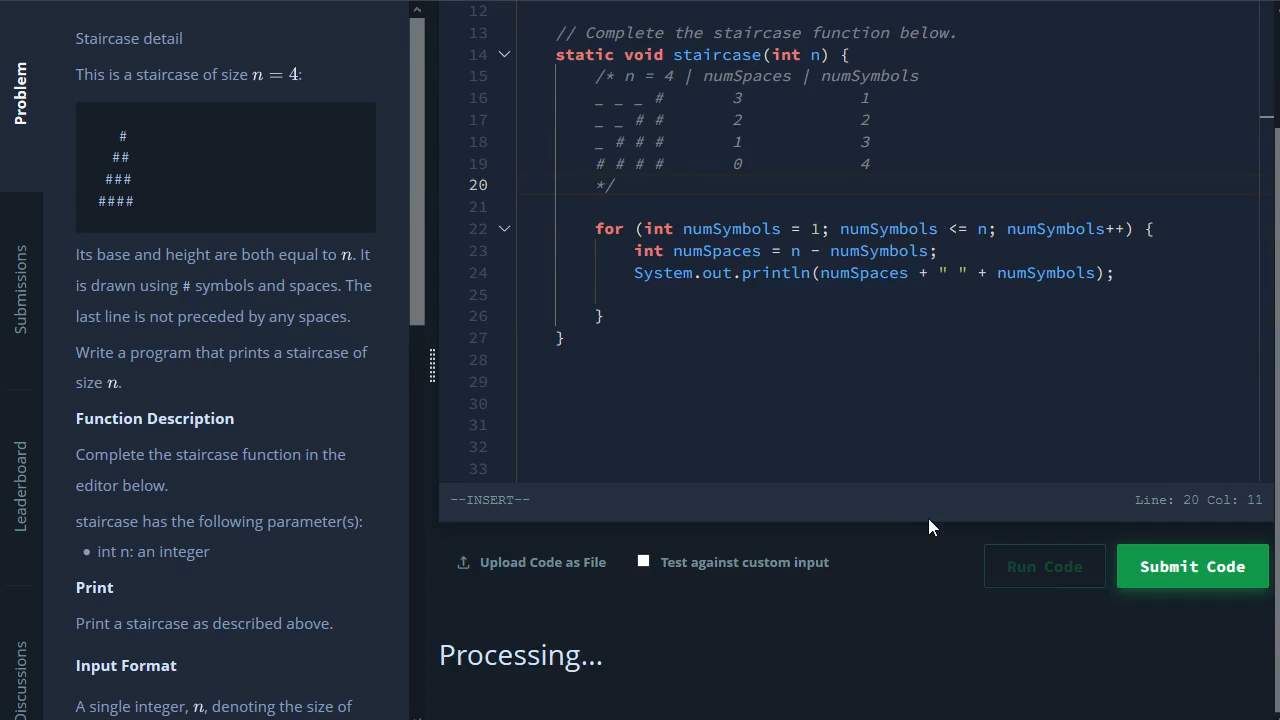 Problem
Submissions
Leaderboard
Discussions
Staircase detail
This is a staircase of size n = 4:
#
##
###
####
Its base and height are both equal to n. It
is drawn using # symbols and spaces. The
last line is not preceded by any spaces.
Write a program that prints a staircase of
size n.
Function Description
Complete the staircase function in the
editor below.
staircase has the following parameter(s):
• int n: an integer
Print
Print a staircase as described above.
Input Format
A single integer, n, denoting the size of
12
13 // Complete the staircase function below.
14 static void staircase(int n) {
15 /* n = 4 | numSpaces | numSymbols
16 _ _ _ # 3 1
17 _ _ # # 2 2
18 _ # # # 1 3
19 # # # # 0 4
20 */
21
22 for (int numSymbols = 1; numSymbols <= n; numSymbols++) {
23 int numSpaces = n - numSymbols;
24 System.out.println(numSpaces + " " + numSymbols);
25
26 }
27 }
28
29
30
31
32
33
--INSERT-- Line: 20 Col: 11
Upload Code as File Test against custom input Run Code Submit Code
Processing...